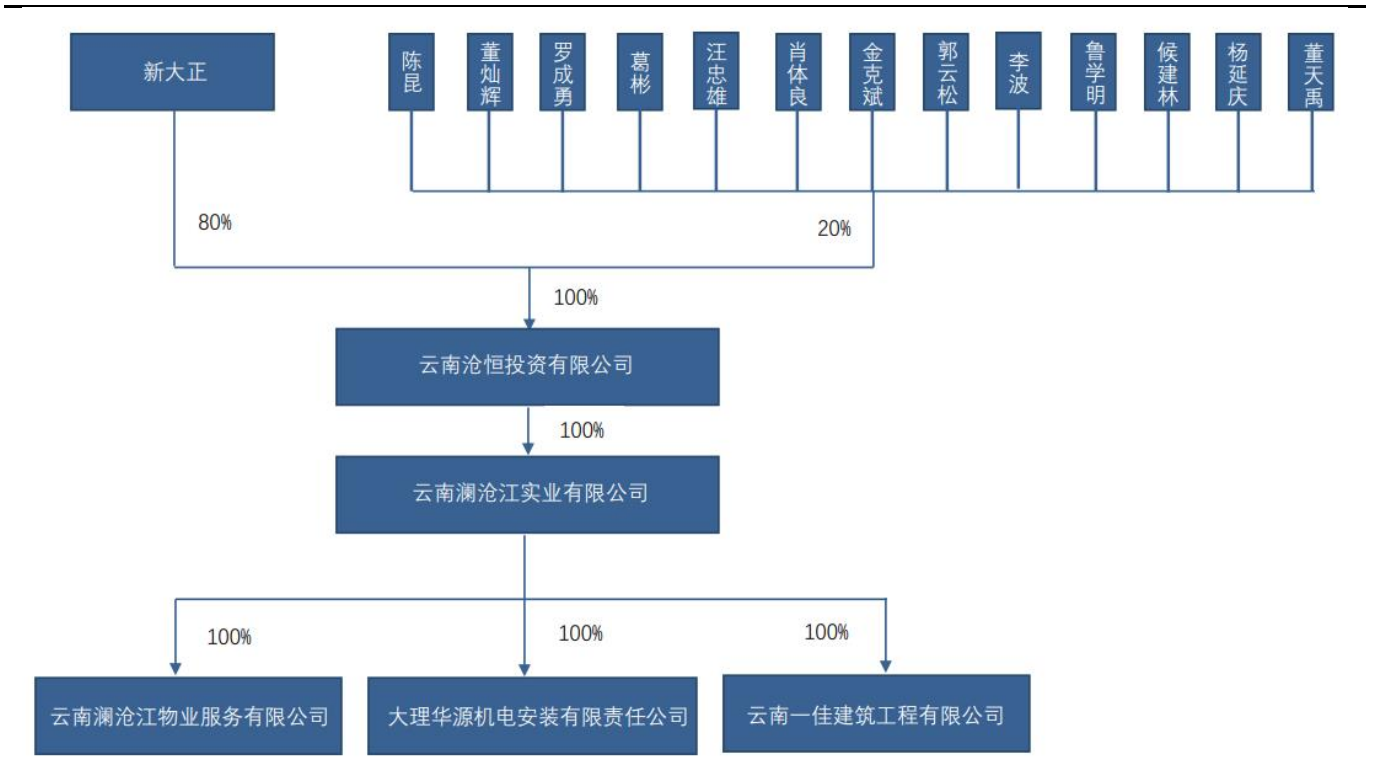 新大正
陈昆
董灿辉
罗成勇
葛彬
汪忠雄
肖体良
金克斌
郭云松
李波
鲁学明
候建林
杨延庆
董天禹
80%
20%
100%
云南沧恒投资有限公司
100%
云南澜沧江实业有限公司
100%
100%
100%
云南澜沧江物业服务有限公司
大理华源机电安装有限责任公司
云南一佳建筑工程有限公司